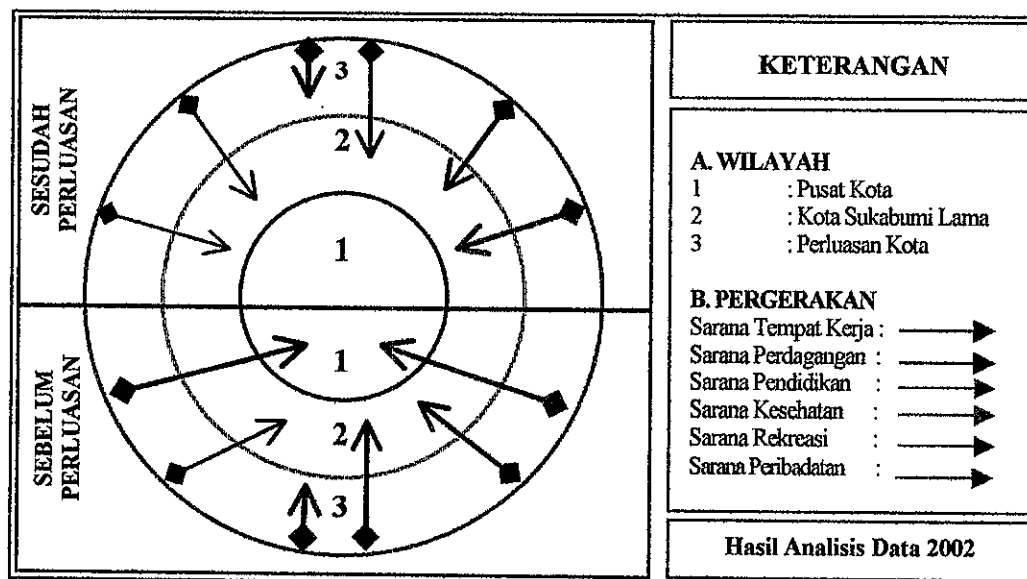 SESUDAH
PERLUASAN
3
2
1
SEBELUM
PERLUASAN
1
2
3
KETERANGAN
A. WILAYAH
1 : Pusat Kota
2 : Kota Sukabumi Lama
3 : Perluasan Kota
B. PERGERAKAN
Sarana Tempat Kerja :
Sarana Perdagangan :
Sarana Pendidikan :
Sarana Kesehatan :
Sarana Rekreasi :
Sarana Peribadatan :
Hasil Analisis Data 2002